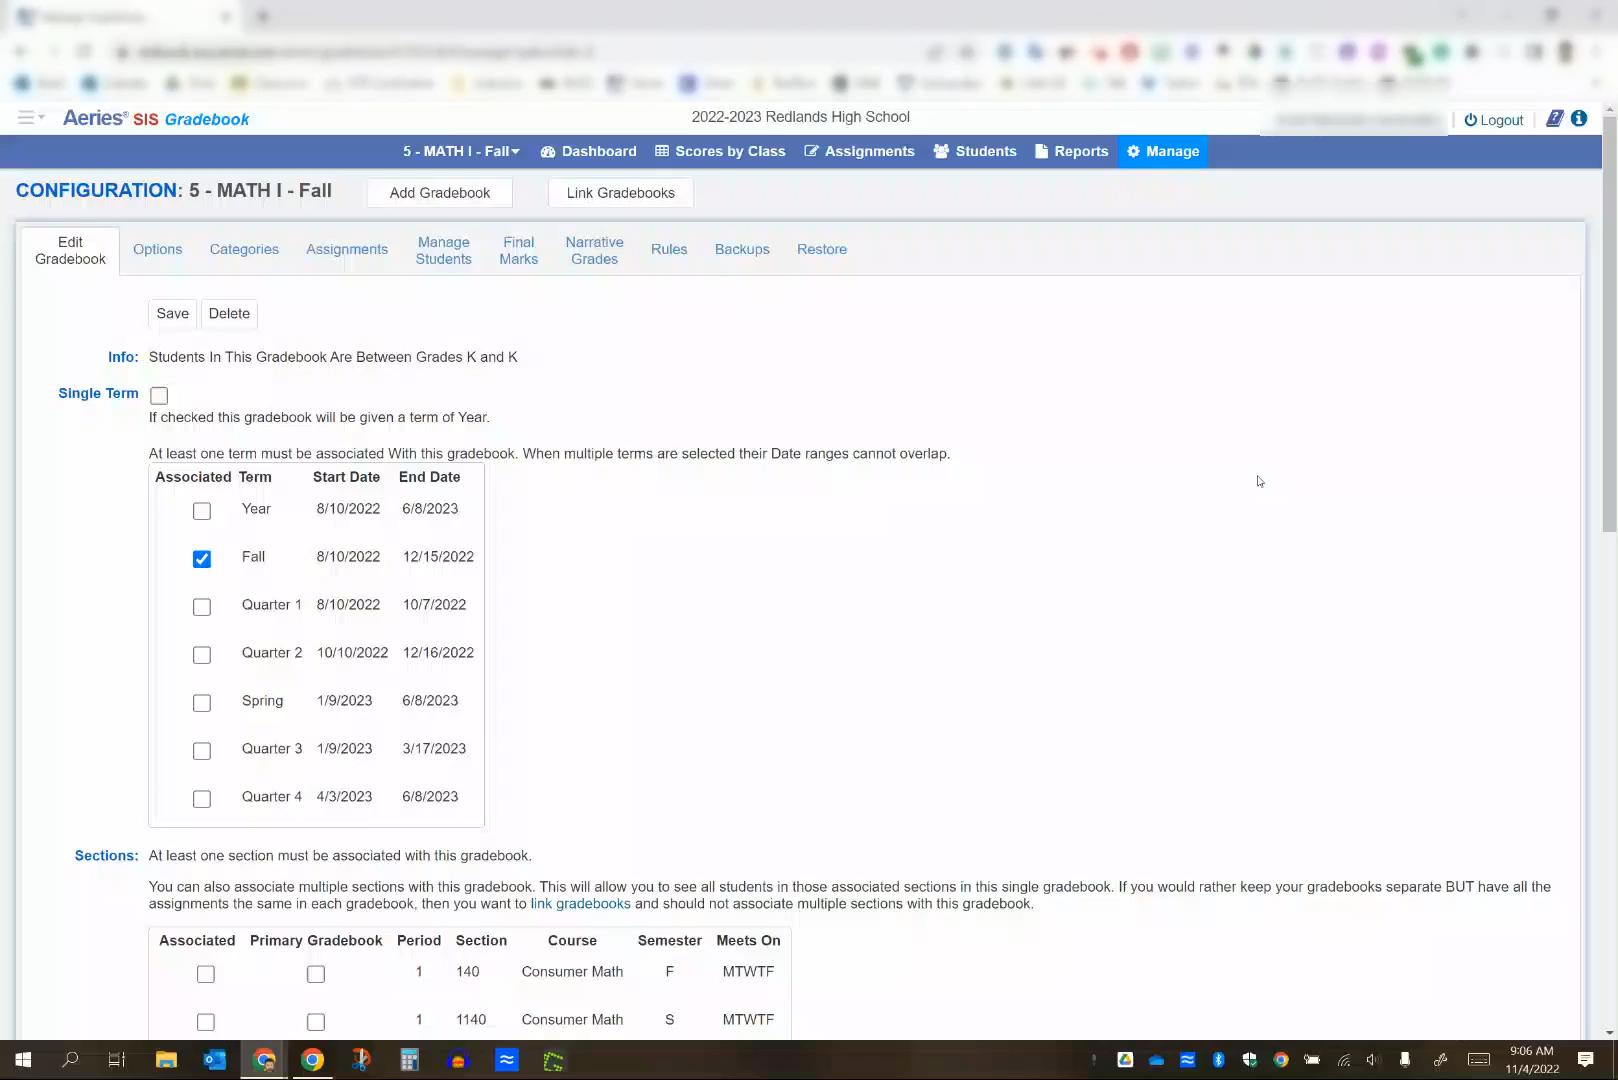 Aeries® SIS Gradebook
2022-2023 Redlands High School
Logout
5 - MATH I - Fall
Dashboard
Scores by Class
Assignments
Students
Reports
Manage
CONFIGURATION: 5 - MATH I - Fall
Add Gradebook
Link Gradebooks
Edit
Gradebook
Options
Categories
Assignments
Manage
Students
Final
Marks
Narrative
Grades
Rules
Backups
Restore
Save
Delete
Info: Students In This Gradebook Are Between Grades K and K
Single Term
If checked this gradebook will be given a term of Year.
At least one term must be associated With this gradebook. When multiple terms are selected their Date ranges cannot overlap.
Associated Term Start Date End Date
Year 8/10/2022 6/8/2023
Fall 8/10/2022 12/15/2022
Quarter 1 8/10/2022 10/7/2022
Quarter 2 10/10/2022 12/16/2022
Spring 1/9/2023 6/8/2023
Quarter 3 1/9/2023 3/17/2023
Quarter 4 4/3/2023 6/8/2023
Sections: At least one section must be associated with this gradebook.
You can also associate multiple sections with this gradebook. This will allow you to see all students in those associated sections in this single gradebook. If you would rather keep your gradebooks separate BUT have all the
assignments the same in each gradebook, then you want to link gradebooks and should not associate multiple sections with this gradebook.
Associated Primary Gradebook Period Section Course Semester Meets On
1 140 Consumer Math F MTWTF
1 1140 Consumer Math S MTWTF
9:06 AM
11/4/2022